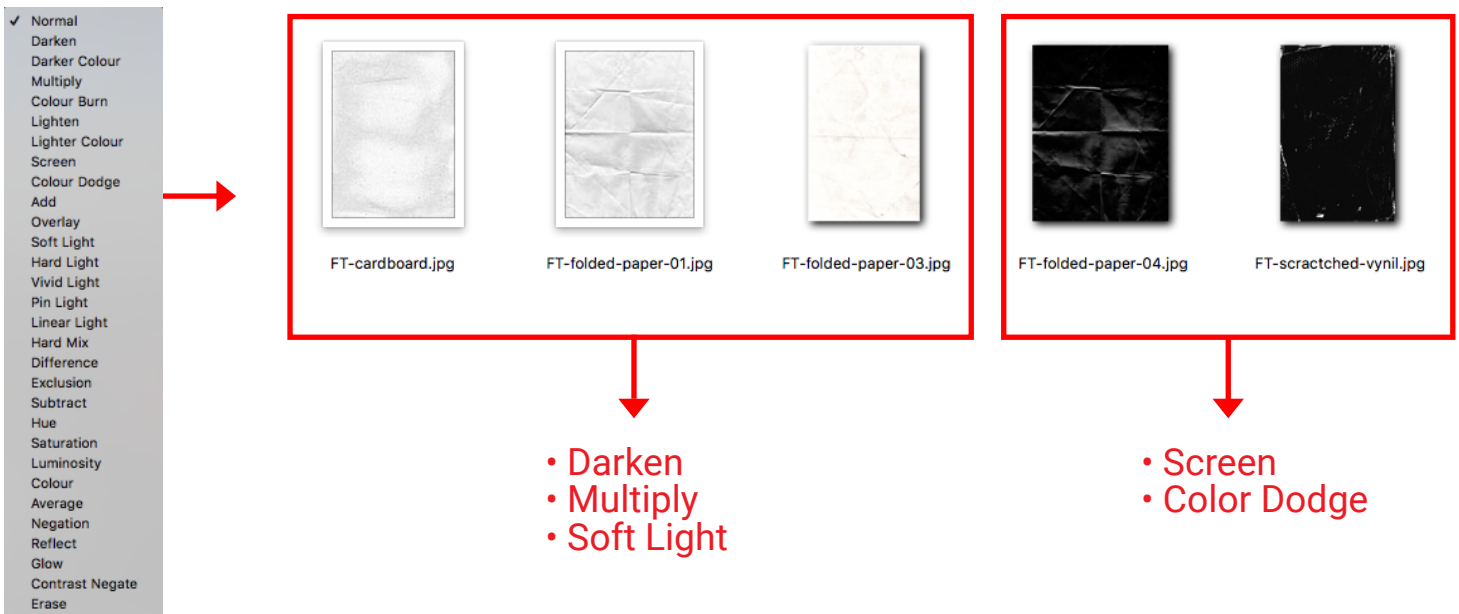 ✓ Normal
Darken
Darker Colour
Multiply
Colour Burn
Lighten
Lighter Colour
Screen
Colour Dodge
Add
Overlay
Soft Light
Hard Light
Vivid Light
Pin Light
Linear Light
Hard Mix
Difference
Exclusion
Subtract
Hue
Saturation
Luminosity
Colour
Average
Negation
Reflect
Glow
Contrast Negate
Erase
FT-cardboard.jpg
FT-folded-paper-01.jpg
FT-folded-paper-03.jpg
FT-folded-paper-04.jpg
FT-scractched-vynil.jpg
• Darken
• Multiply
• Soft Light
• Screen
• Color Dodge